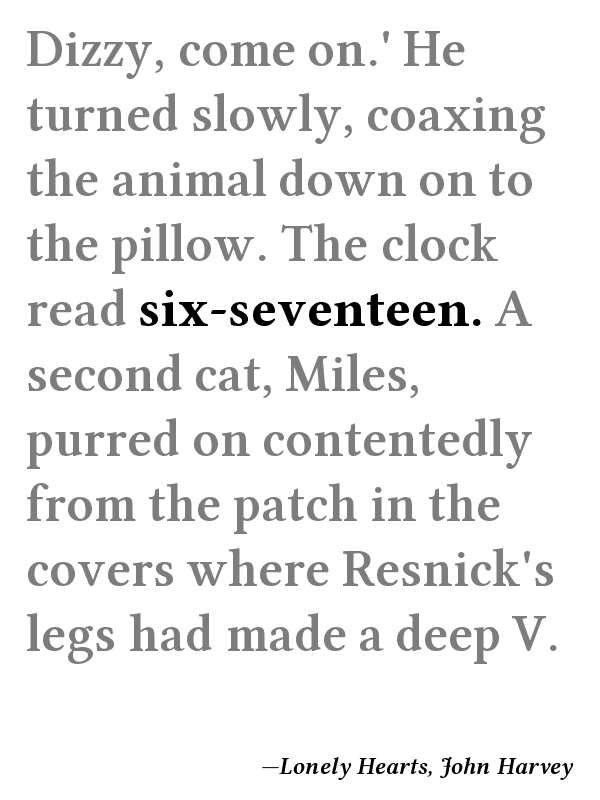 Dizzy, come on.' He
turned slowly, coaxing
the animal down on to
the pillow. The clock
read six-seventeen. A
second cat, Miles,
purred on contentedly
from the patch in the
covers where Resnick's
legs had made a deep V.
—Lonely Hearts, John Harvey